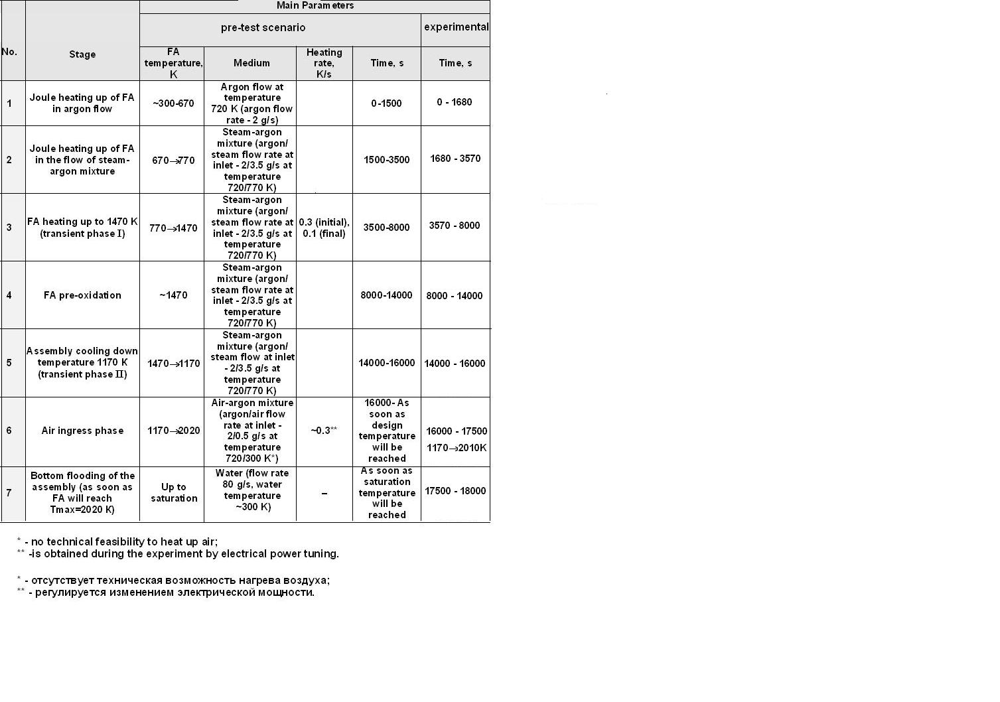 Main Parameters
pre-test scenario
experimental
No.
Stage
FA
temperature,
K
Medium
Heating
rate,
K/s
Time, s
Time, s
1
Joule heating up of FA
in argon flow
~300-670
Argon flow at
temperature
720 K (argon flow
rate - 2 g/s)
0-1500
0 - 1680
2
Joule heating up of FA
in the flow of steam-
argon mixture
670→770
Steam-argon
mixture (argon/
steam flow rate at
inlet - 2/3.5 g/s at
temperature
720/770 K)
1500-3500
1680 - 3570
3
FA heating up to 1470 K
(transient phase I)
770→1470
Steam-argon
mixture (argon/
steam flow rate at
inlet - 2/3.5 g/s at
temperature
720/770 K)
0.3 (initial),
0.1 (final)
3500-8000
3570 - 8000
4
FA pre-oxidation
~1470
Steam-argon
mixture (argon/
steam flow rate at
inlet - 2/3.5 g/s at
temperature
720/770 K)
8000-14000
8000 - 14000
5
Assembly cooling down
temperature 1170 K
(transient phase II)
1470→1170
Steam-argon
mixture (argon/
steam flow at inlet
- 2/3.5 g/s at
temperature
720/770 K)
14000-16000
14000 - 16000
6
Air ingress phase
1170→2020
Air-argon mixture
(argon/air flow
rate at inlet -
2/0.5 g/s at
temperature
720/300 K*)
~0.3**
16000- As
soon as
design
temperature
will be
reached
16000 - 17500
1170→2010K
7
Bottom flooding of the
assembly (as soon as
FA will reach
Tmax=2020 K)
Up to
saturation
Water (flow rate
80 g/s, water
temperature
~300 K)
–
As soon as
saturation
temperature
will be
reached
17500 - 18000
* - no technical feasibility to heat up air;
** -is obtained during the experiment by electrical power tuning.
* - отсутствует техническая возможность нагрева воздуха;
** - регулируется изменением электрической мощности.